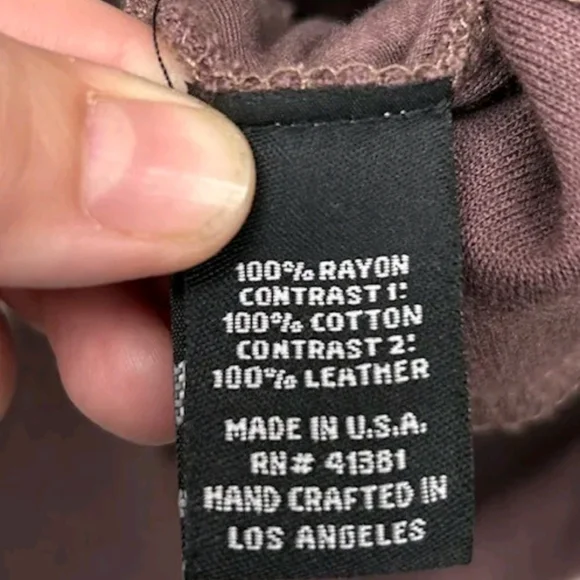 100% RAYON
CONTRAST 1:
100% COTTON
CONTRAST 2:
100% LEATHER
MADE IN U.S.A.
RN# 41381
HAND CRAFTED IN
LOS ANGELES